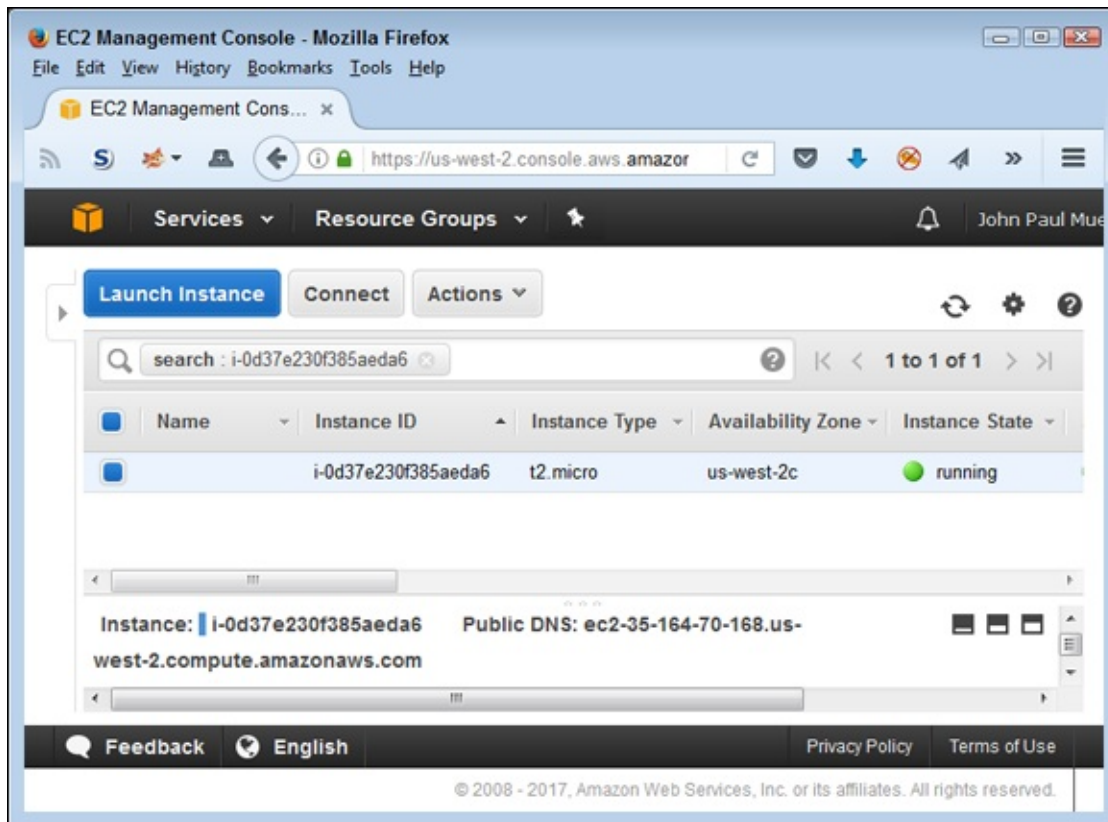 EC2 Management Console - Mozilla Firefox
File Edit View History Bookmarks Tools Help
EC2 Management Cons...
https://us-west-2.console.aws.amazor
Services Resource Groups
John Paul Mue
Launch Instance Connect Actions
search : i-0d37e230f385aeda6 1 to 1 of 1
Name Instance ID Instance Type Availability Zone Instance State
i-0d37e230f385aeda6 t2.micro us-west-2c running
Instance: i-0d37e230f385aeda6 Public DNS: ec2-35-164-70-168.us-
west-2.compute.amazonaws.com
Feedback English Privacy Policy Terms of Use
© 2008 - 2017, Amazon Web Services, Inc. or its affiliates. All rights reserved.